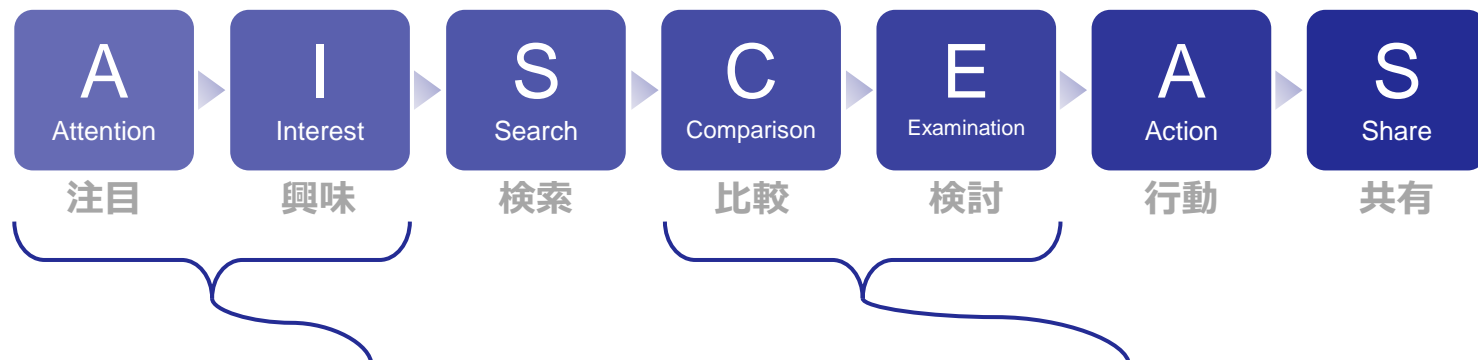 A I S C E A S
Attention Interest Search Comparison Examination Action Share
注目 興味 検索 比較 検討 行動 共有